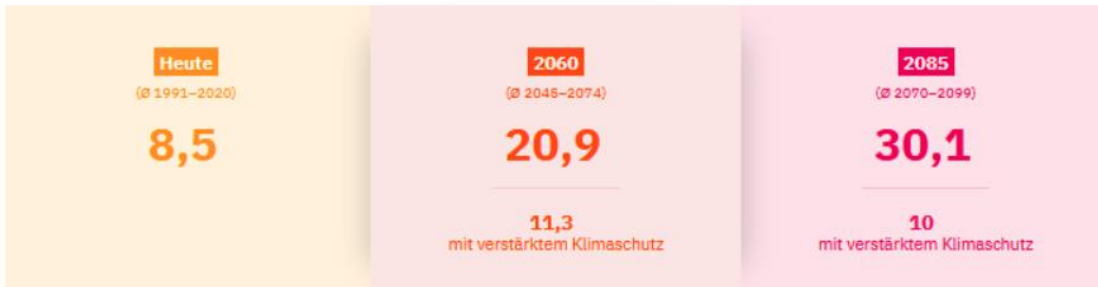 Heute
(Ø 1991–2020)
8,5
2060
(Ø 2045–2074)
20,9
11,3
mit verstärktem Klimaschutz
2085
(Ø 2070–2099)
30,1
10
mit verstärktem Klimaschutz